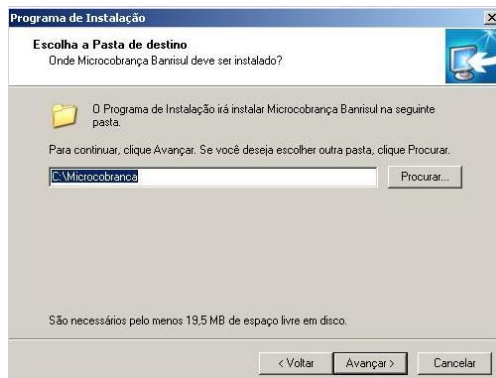 Programa de Instalação
Escolha a Pasta de destino
Onde Microcobrança Banrisul deve ser instalado?
O Programa de Instalação irá instalar Microcobrança Banrisul na seguinte
pasta.
Para continuar, clique Avançar. Se você deseja escolher outra pasta, clique Procurar.
C:\Microcobranca
Procurar...
São necessários pelo menos 19,5 MB de espaço livre em disco.
< Voltar
Avançar >
Cancelar